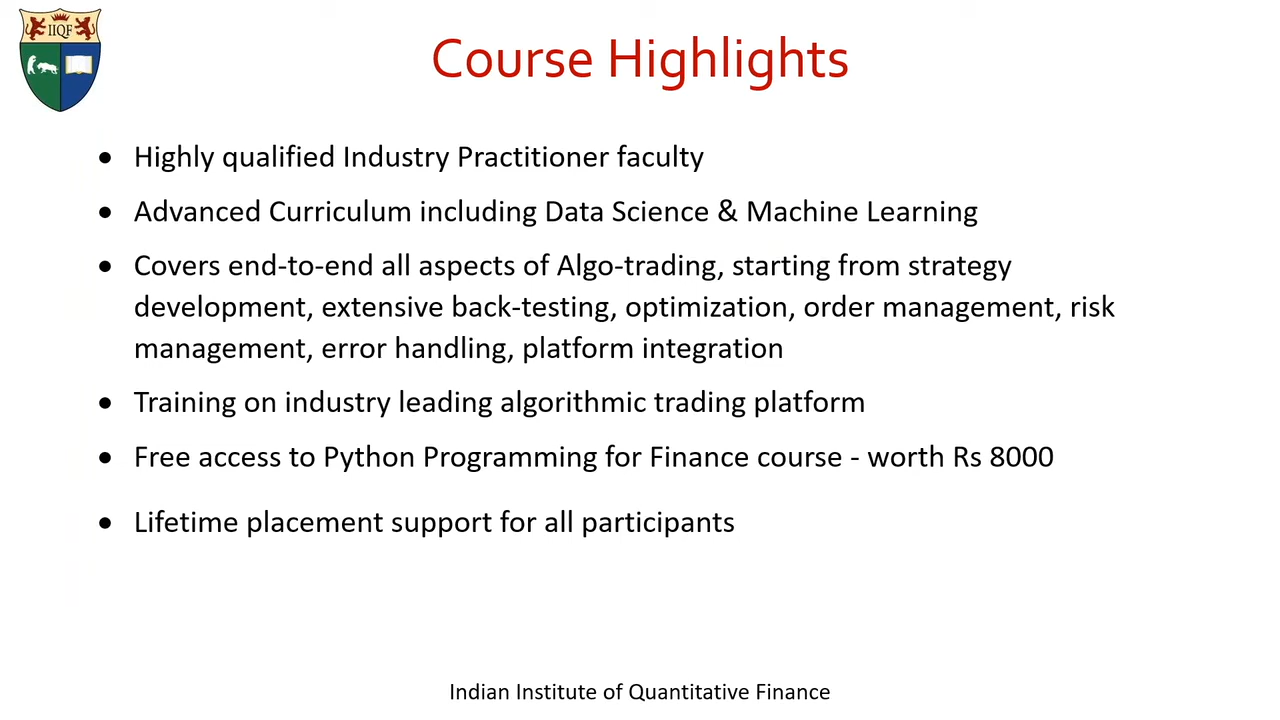 IIQF
Course Highlights
• Highly qualified Industry Practitioner faculty
• Advanced Curriculum including Data Science & Machine Learning
• Covers end-to-end all aspects of Algo-trading, starting from strategy
development, extensive back-testing, optimization, order management, risk
management, error handling, platform integration
• Training on industry leading algorithmic trading platform
• Free access to Python Programming for Finance course - worth Rs 8000
• Lifetime placement support for all participants
Indian Institute of Quantitative Finance